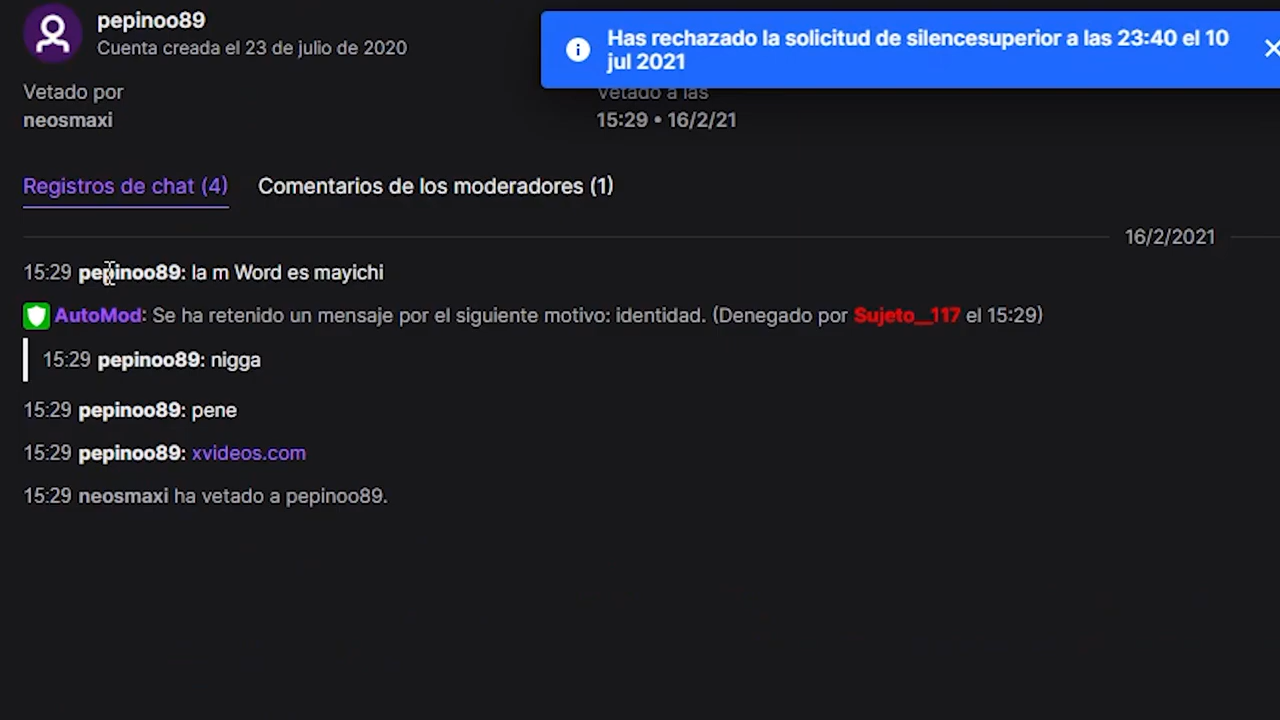 pepinoo89
Cuenta creada el 23 de julio de 2020
Has rechazado la solicitud de silencesuperior a las 23:40 el 10
jul 2021
Vetado por
neosmaxi
Vetado a las
15:29 • 16/2/21
Registros de chat (4)
Comentarios de los moderadores (1)
16/2/2021
15:29 pepinoo89: la m Word es mayichi
AutoMod: Se ha retenido un mensaje por el siguiente motivo: identidad. (Denegado por Sujeto__117 el 15:29)
15:29 pepinoo89: nigga
15:29 pepinoo89: pene
15:29 pepinoo89: xvideos.com
15:29 neosmaxi ha vetado a pepinoo89.